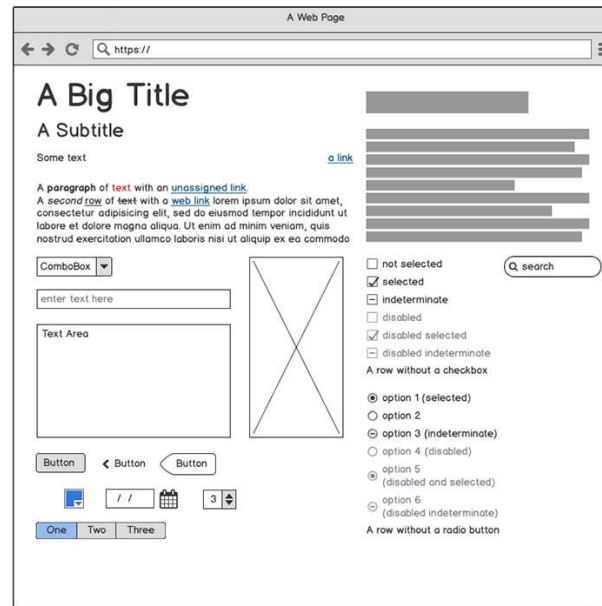 A Web Page
https://
A Big Title
A Subtitle
Some text
a link
A paragraph of text with an unassigned link.
A second row of text with a web link lorem ipsum dolor sit amet,
consectetur adipisicing elit, sed do eiusmod tempor incididunt ut
labore et dolore magna aliqua. Ut enim ad minim veniam, quis
nostrud exercitation ullamco laboris nisi ut aliquip ex ea commodo
ComboBox
enter text here
Text Area
Button
Button
Button
/ /
3
One Two Three
not selected
search
selected
indeterminate
disabled
disabled selected
disabled indeterminate
A row without a checkbox
option 1 (selected)
option 2
option 3 (indeterminate)
option 4 (disabled)
option 5
(disabled and selected)
option 6
(disabled indeterminate)
A row without a radio button